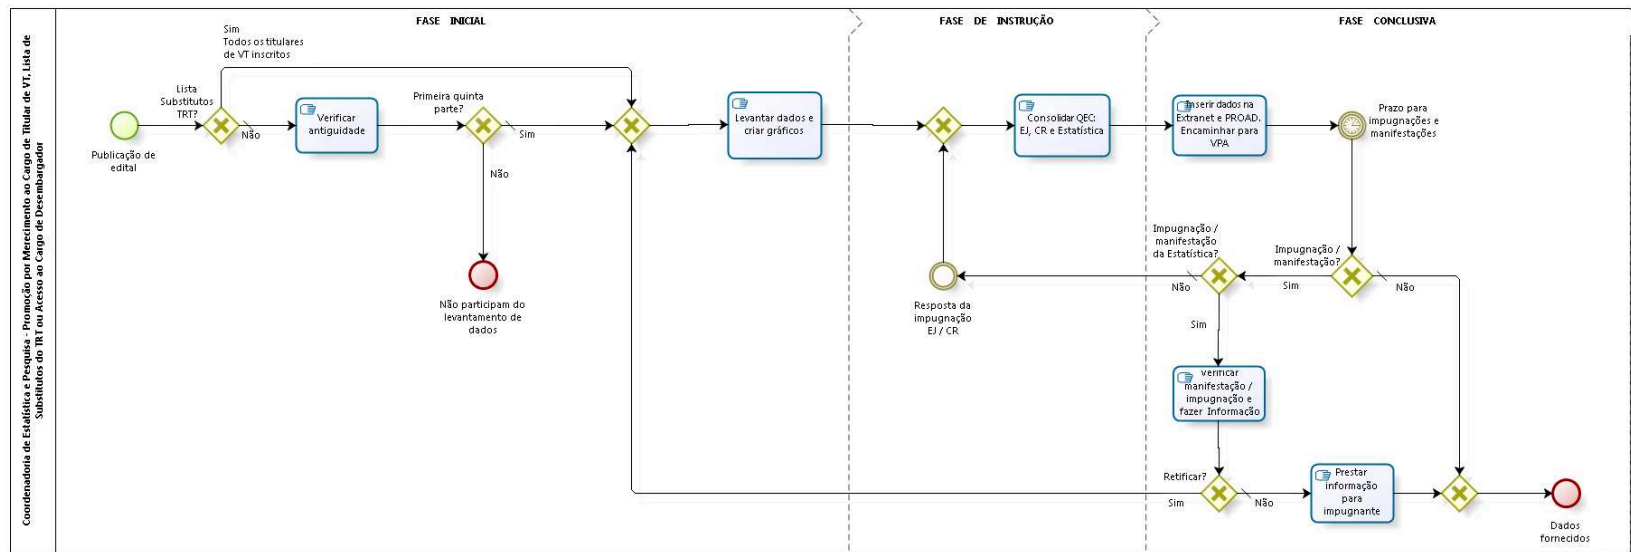 Coordenadoria de Estatística e Pesquisa - Promoção por Merecimento ao Cargo de Titular de VT, Lista de
Substitutos do TRT ou Acesso ao Cargo de Desembargador
FASE INICIAL
FASE DE INSTRUÇÃO
FASE CONCLUSIVA
Sim
Todos os titulares
de VT inscritos
Lista
Substitutos
TRT?
Publicação de
edital
Não
Verificar
antiguidade
Primeira quinta
parte?
Sim
Não
Não participam do
levantamento de
dados
Levantar dados e
criar gráficos
Consolidar QEC:
EJ, CR e Estatística
Inserir dados na
Extranet e PROAD.
Encaminhar para
VPA
Prazo para
impugnações e
manifestações
Impugnação /
manifestação?
Sim
Não
Impugnação /
manifestação
da Estatística?
Não
Sim
Resposta da
impugnação
EJ / CR
Verificar
manifestação /
impugnação e
fazer Informação
Retificar?
Sim
Não
Prestar
informação
para
impugnante
Dados
fornecidos